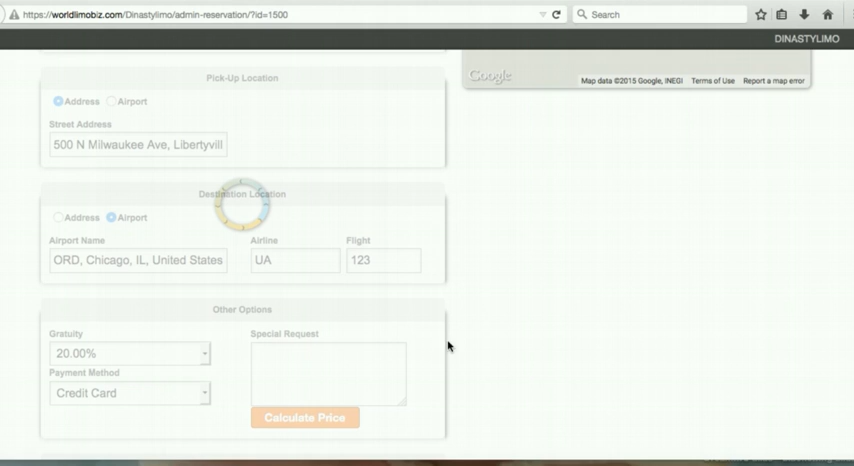 https://worldlimobiz.com/Dinastylimo/admin-reservation/?id=1500
Search
DINASTYLIMO
Google
Map data ©2015 Google, INEGI Terms of Use Report a map error
Pick-Up Location
Address Airport
Street Address
500 N Milwaukee Ave, Libertyvill
Destination Location
Address Airport
Airport Name Airline Flight
ORD, Chicago, IL, United States UA 123
Other Options
Gratuity Special Request
20.00%
Payment Method
Credit Card
Calculate Price